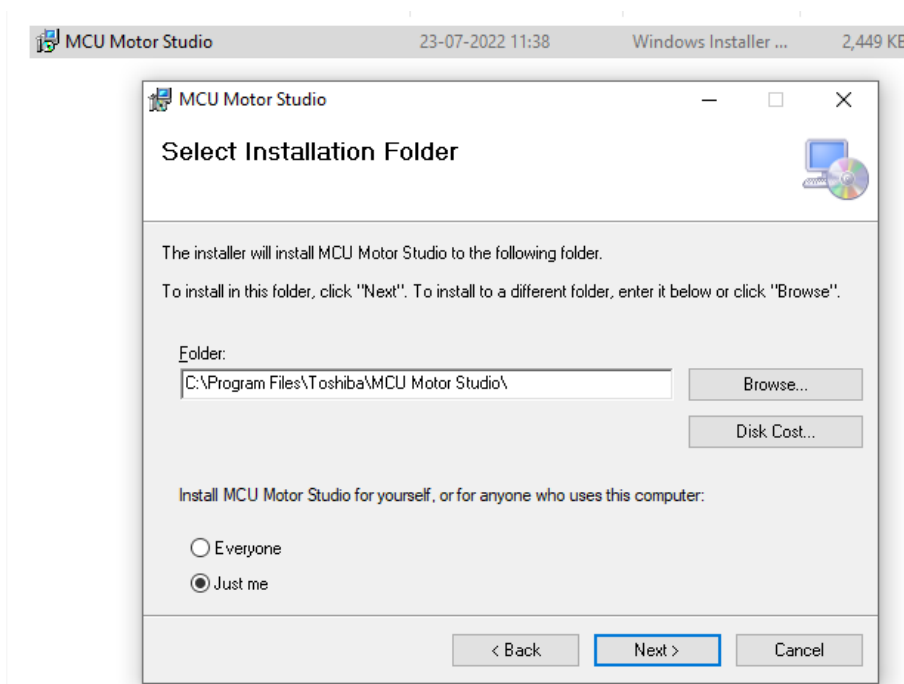 MCU Motor Studio 23-07-2022 11:38 Windows Installer ... 2,449 KB
MCU Motor Studio
Select Installation Folder
The installer will install MCU Motor Studio to the following folder.
To install in this folder, click "Next". To install to a different folder, enter it below or click "Browse".
Folder:
C:\Program Files\Toshiba\MCU Motor Studio\
Browse...
Disk Cost...
Install MCU Motor Studio for yourself, or for anyone who uses this computer:
Everyone
Just me
< Back Next > Cancel